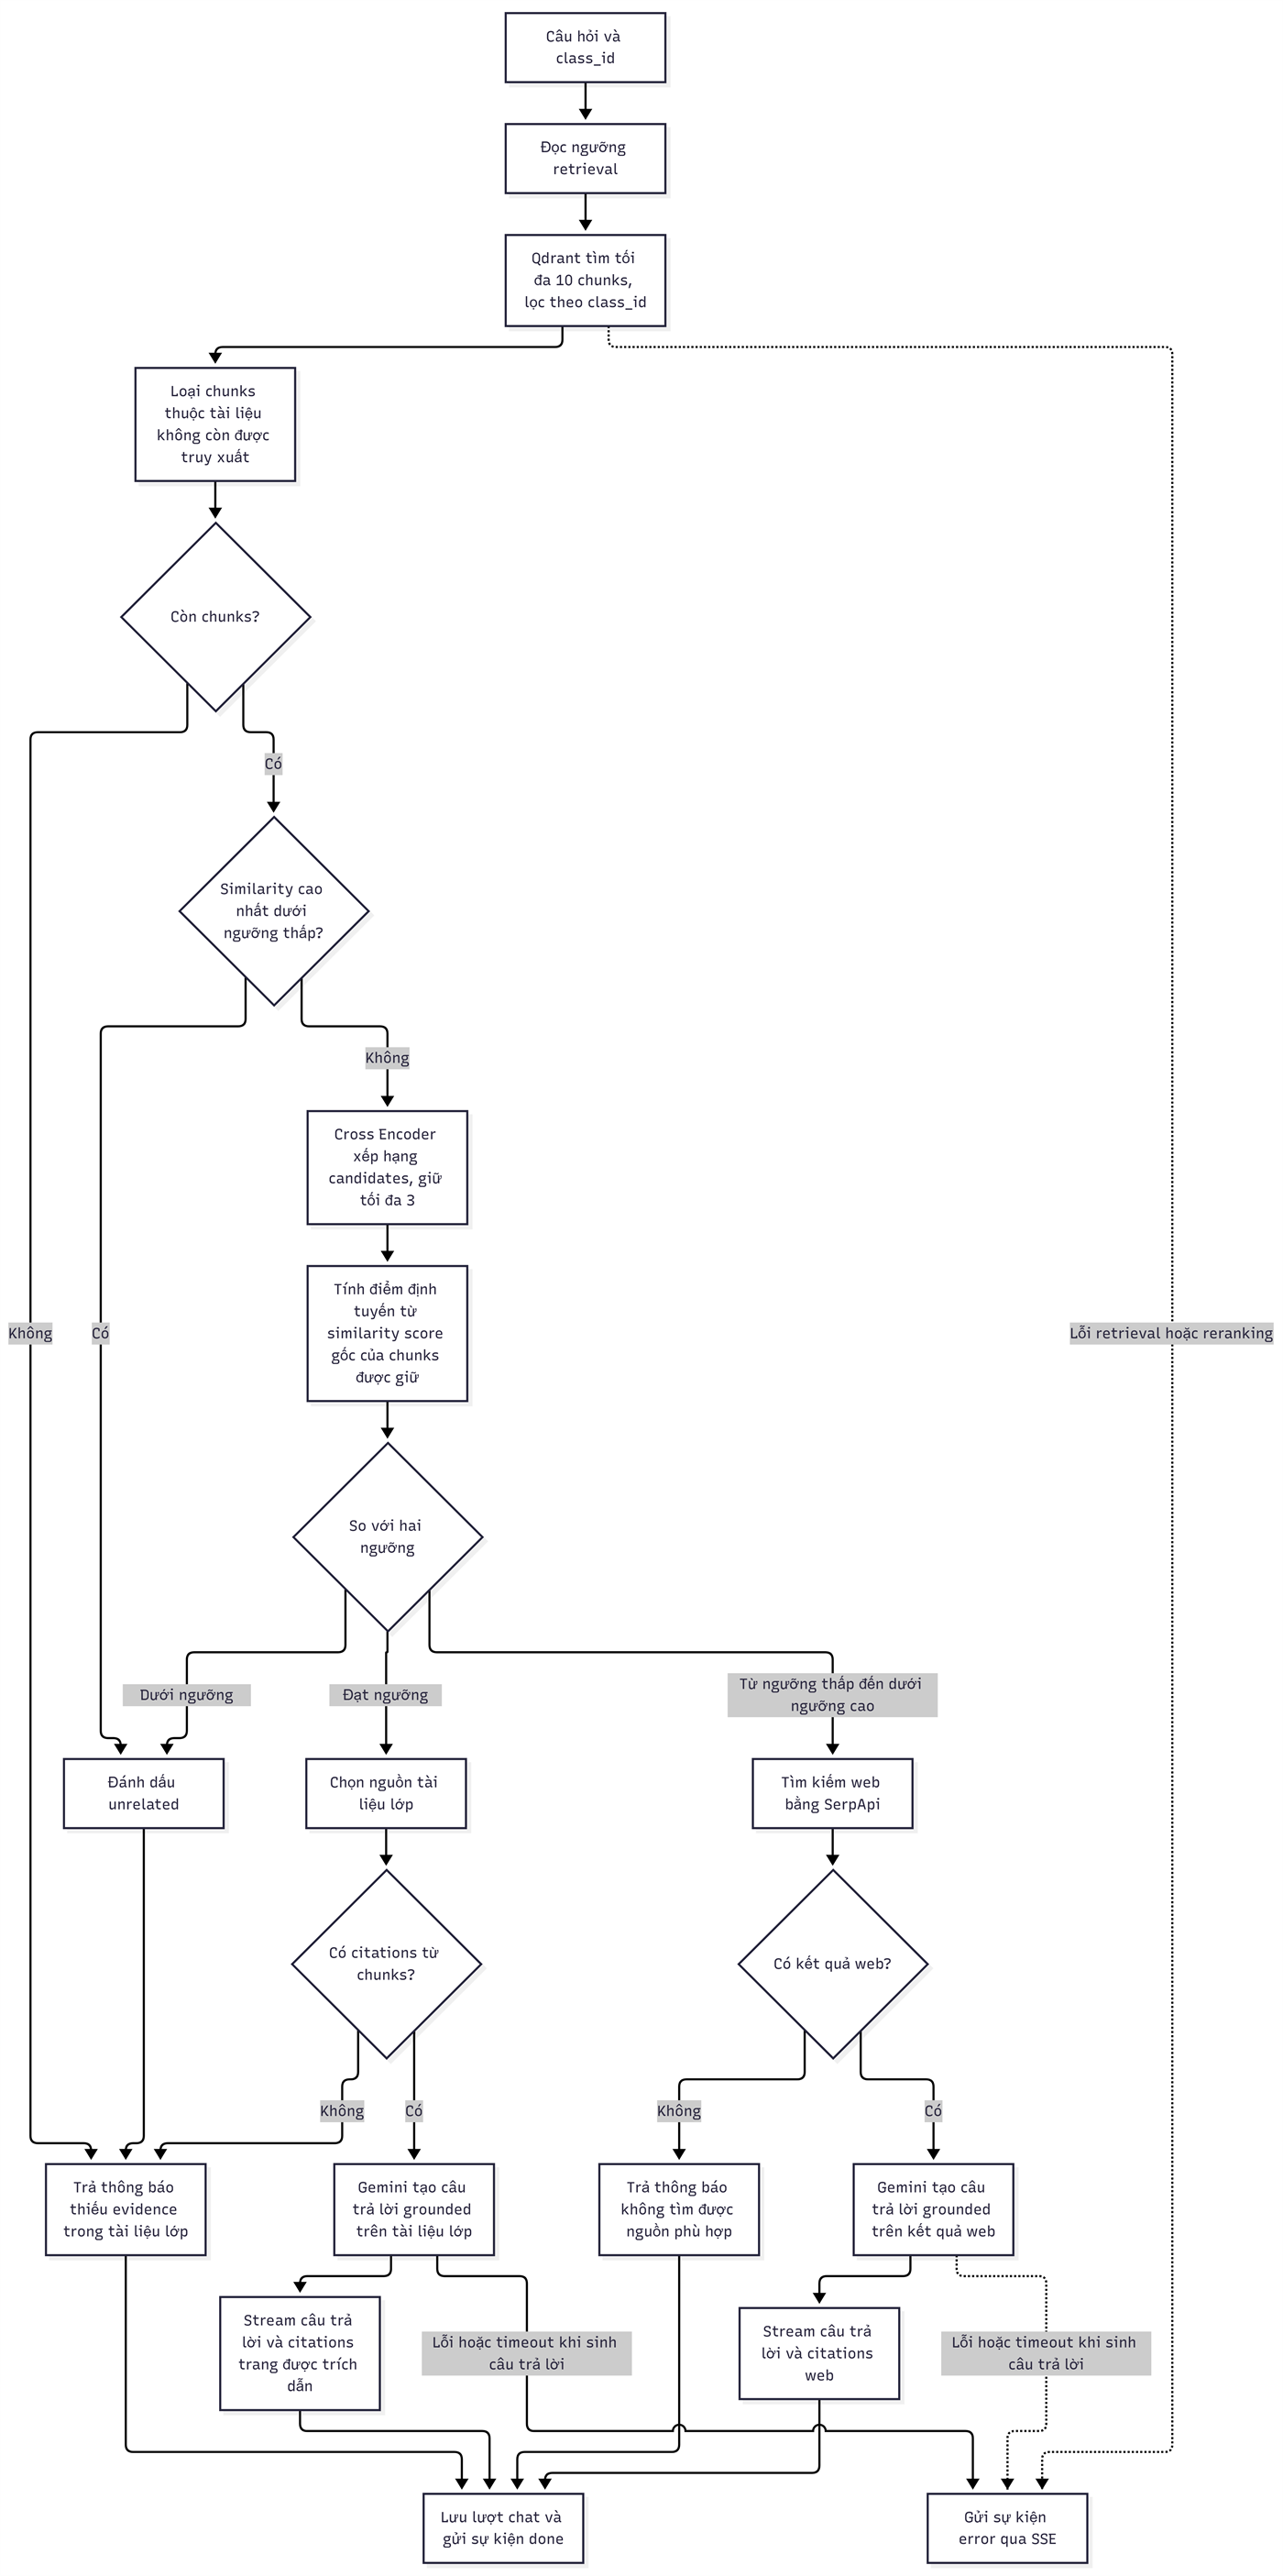 Câu hỏi và
class_id
Đọc ngưỡng
retrieval
Qdrant tìm tối
đa 10 chunks,
lọc theo class_id
Loại chunks
thuộc tài liệu
không còn được
truy xuất
Còn chunks?
Có
Similarity cao
nhất dưới
ngưỡng thấp?
Không
Cross Encoder
xếp hạng
candidates, giữ
tối đa 3
Tính điểm định
tuyến từ
similarity score
gốc của chunks
được giữ
Không
Có
Lỗi retrieval hoặc reranking
So với hai
ngưỡng
Dưới ngưỡng
Đạt ngưỡng
Từ ngưỡng thấp đến dưới
ngưỡng cao
Đánh dấu
unrelated
Chọn nguồn tài
liệu lớp
Tìm kiếm web
bằng SerpApi
Có citations từ
chunks?
Có kết quả web?
Không
Có
Không
Có
Trả thông báo
thiếu evidence
trong tài liệu lớp
Gemini tạo câu
trả lời grounded
trên tài liệu lớp
Trả thông báo
không tìm được
nguồn phù hợp
Gemini tạo câu
trả lời grounded
trên kết quả web
Stream câu trả
lời và citations
trang được trích
dẫn
Lỗi hoặc timeout khi sinh
câu trả lời
Stream câu trả
lời và citations
web
Lỗi hoặc timeout khi sinh
câu trả lời
Lưu lượt chat và
gửi sự kiện done
Gửi sự kiện
error qua SSE